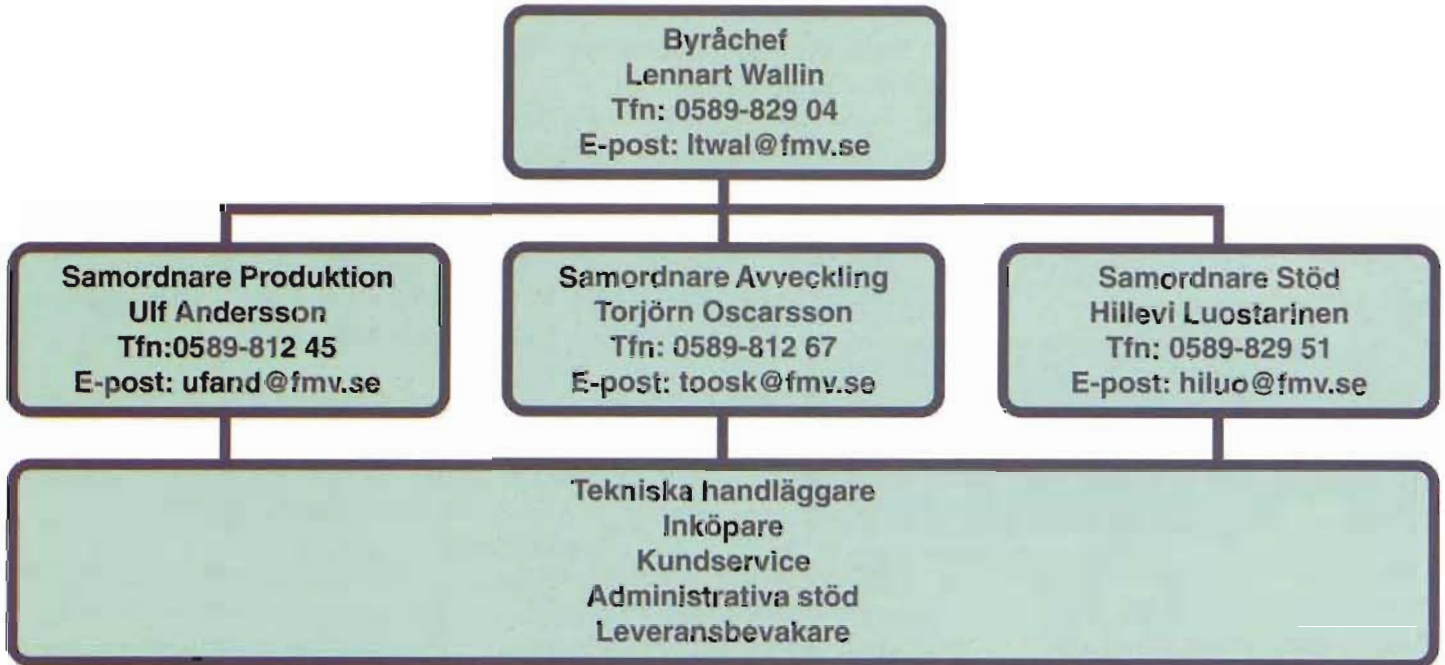 Byråchef
Lennart Wallin
Tfn: 0589-829 04
E-post: ltwal@fmv.se
Samordnare Produktion
Ulf Andersson
Tfn:0589-812 45
E-post: ufand@fmv.se
Samordnare Avveckling
Torjörn Oscarsson
Tfn: 0589-812 67
E-post: toosk@fmv.se
Samordnare Stöd
Hillevi Luostarinen
Tfn: 0589-829 51
E-post: hiluo@fmv.se
Tekniska handläggare
Inköpare
Kundservice
Administrativa stöd
Leveransbevakare